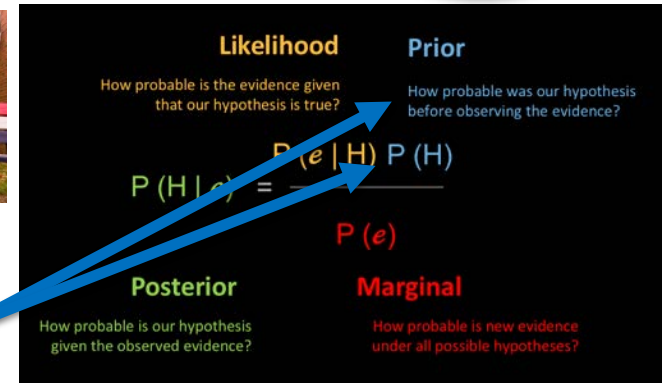 Likelihood
Prior
How probable is the evidence given
that our hypothesis is true?
How probable was our hypothesis
before observing the evidence?
P (e | H) P (H)
P (H | e) =
P (e)
Posterior
Marginal
How probable is our hypothesis
given the observed evidence?
How probable is new evidence
under all possible hypotheses?